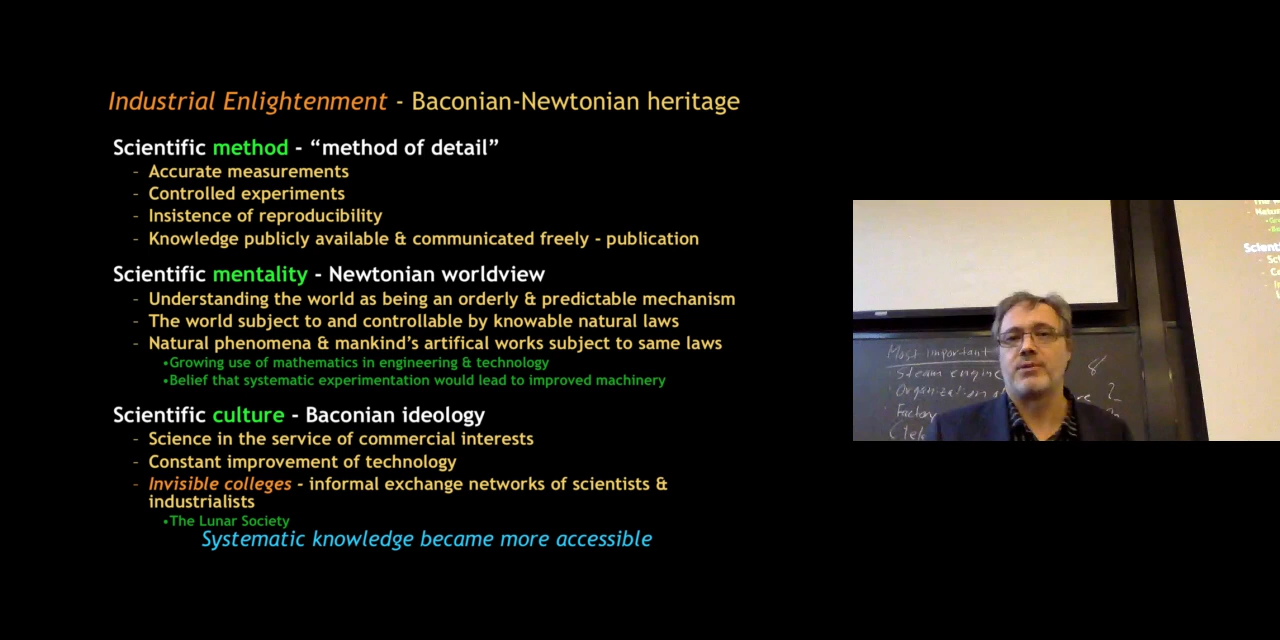 Industrial Enlightenment - Baconian-Newtonian heritage
Scientific method - “method of detail”
- Accurate measurements
- Controlled experiments
- Insistence of reproducibility
- Knowledge publicly available & communicated freely - publication
Scientific mentality - Newtonian worldview
- Understanding the world as being an orderly & predictable mechanism
- The world subject to and controllable by knowable natural laws
- Natural phenomena & mankind’s artifical works subject to same laws
•Growing use of mathematics in engineering & technology
•Belief that systematic experimentation would lead to improved machinery
Scientific culture - Baconian ideology
- Science in the service of commercial interests
- Constant improvement of technology
- Invisible colleges - informal exchange networks of scientists &
industrialists
•The Lunar Society
Systematic knowledge became more accessible
Most important
Steam engine 8
Organization
Factory